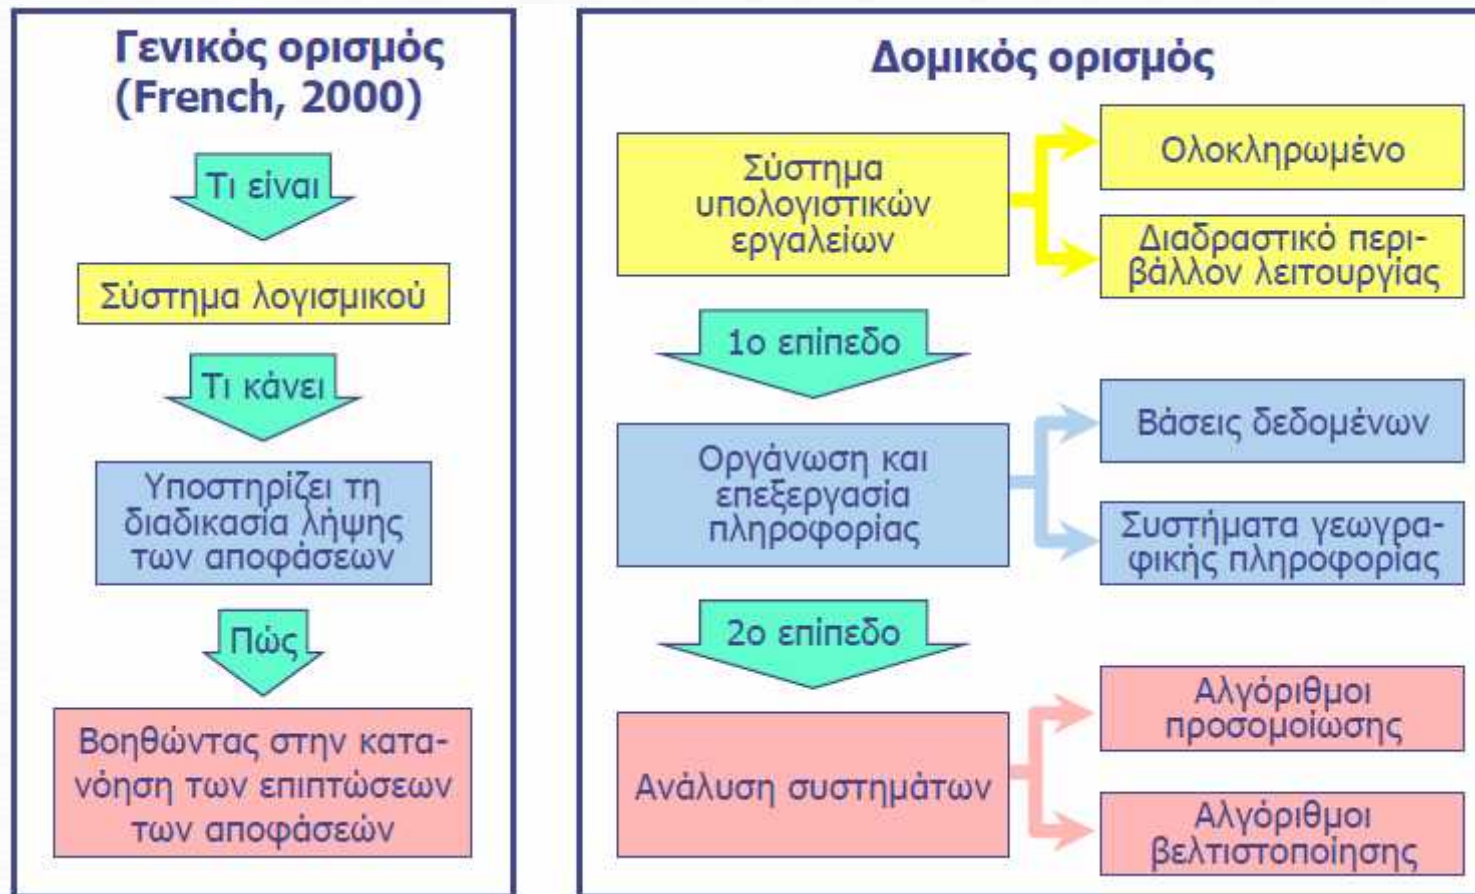 Γενικός ορισμός
(French, 2000)
Τι είναι
Σύστημα λογισμικού
Τι κάνει
Υποστηρίζει τη
διαδικασία λήψης
των αποφάσεων
Πώς
Βοηθώντας στην κατα-
νόηση των επιπτώσεων
των αποφάσεών
Δομικός ορισμός
Σύστημα
υπολογιστικών
εργαλείων
Ολοκληρωμένο
Διαδραστικό περι-
βάλλον λειτουργίας
1ο επίπεδο
Οργάνωση και
επεξεργασία
πληροφορίας
Βάσεις δεδομένων
Συστήματα γεωγρα-
φικής πληροφορίας
2ο επίπεδο
Ανάλυση συστημάτων
Αλγόριθμοι
προσομοίωσης
Αλγόριθμοι
βελτιστοποίησης